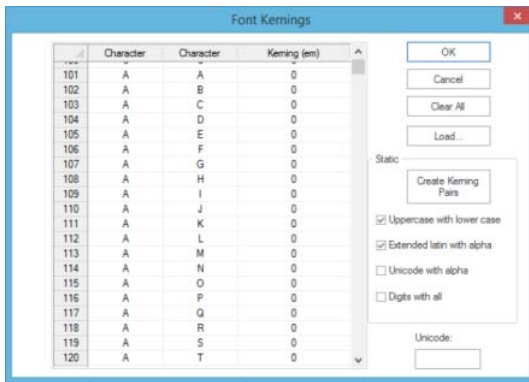 Font Kernings
Character Character Kerning (em)
101 A A 0
102 A B 0
103 A C 0
104 A D 0
105 A E 0
106 A F 0
107 A G 0
108 A H 0
109 A I 0
110 A J 0
111 A K 0
112 A L 0
113 A M 0
114 A N 0
115 A O 0
116 A P 0
117 A Q 0
118 A R 0
119 A S 0
120 A T 0
OK
Cancel
Clear All
Load...
Static
Create Kerning
Pairs
Uppercase with lower case
Extended latin with alpha
Unicode with alpha
Digits with all
Unicode: